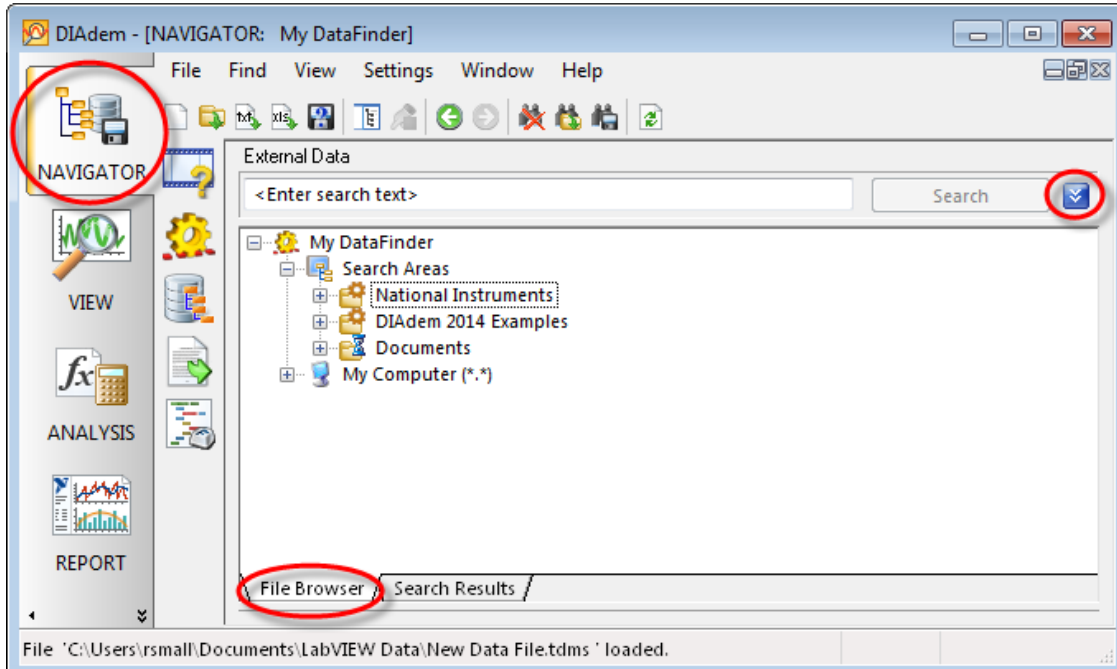 DIAdem - [NAVIGATOR:   My DataFinder]
File Find View Settings Window Help
NAVIGATOR
VIEW
ANALYSIS
REPORT
External Data
<Enter search text>
Search
My DataFinder
Search Areas
National Instruments
DIAdem 2014 Examples
Documents
My Computer (*.*)
File Browser
Search Results
File 'C:\Users\rsmall\Documents\LabVIEW Data\New Data File.tdms ' loaded.